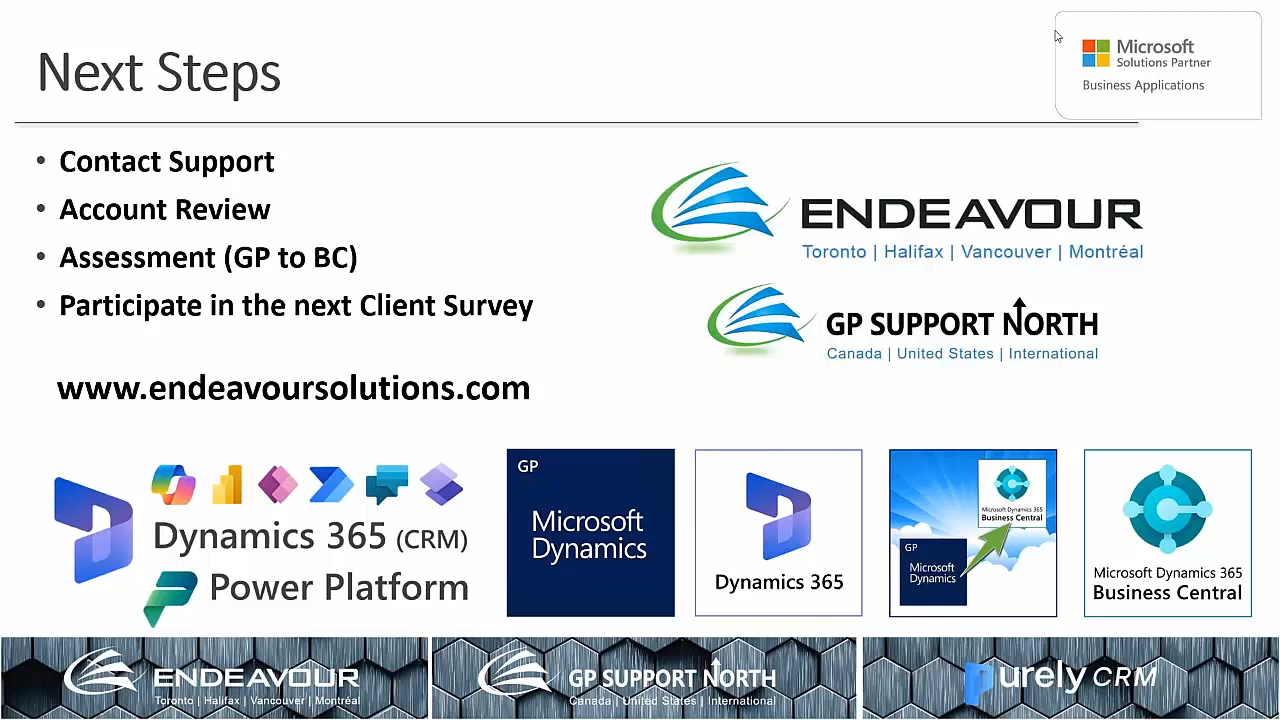 Next Steps
Microsoft
Solutions Partner
Business Applications
• Contact Support
• Account Review
• Assessment (GP to BC)
• Participate in the next Client Survey
www.endeavoursolutions.com
ENDEAVOUR
Toronto | Halifax | Vancouver | Montréal
GP SUPPORT NORTH
Canada | United States | International
Dynamics 365 (CRM)
Power Platform
GP
Microsoft
Dynamics
Dynamics 365
Microsoft Dynamics 365
Business Central
GP
Microsoft
Dynamics
Microsoft Dynamics 365
Business Central
ENDEAVOUR
Toronto | Halifax | Vancouver | Montréal
GP SUPPORT NORTH
Canada | United States | International
urely CRM